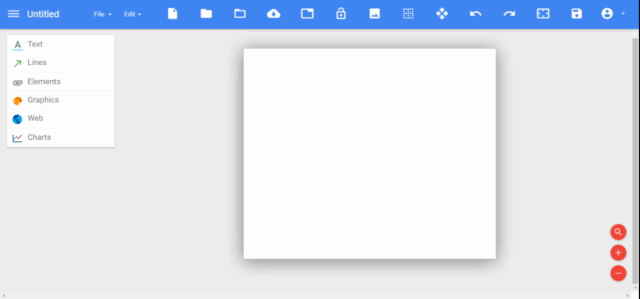 Untitled
File
Edit
Text
Lines
Elements
Graphics
Web
Charts